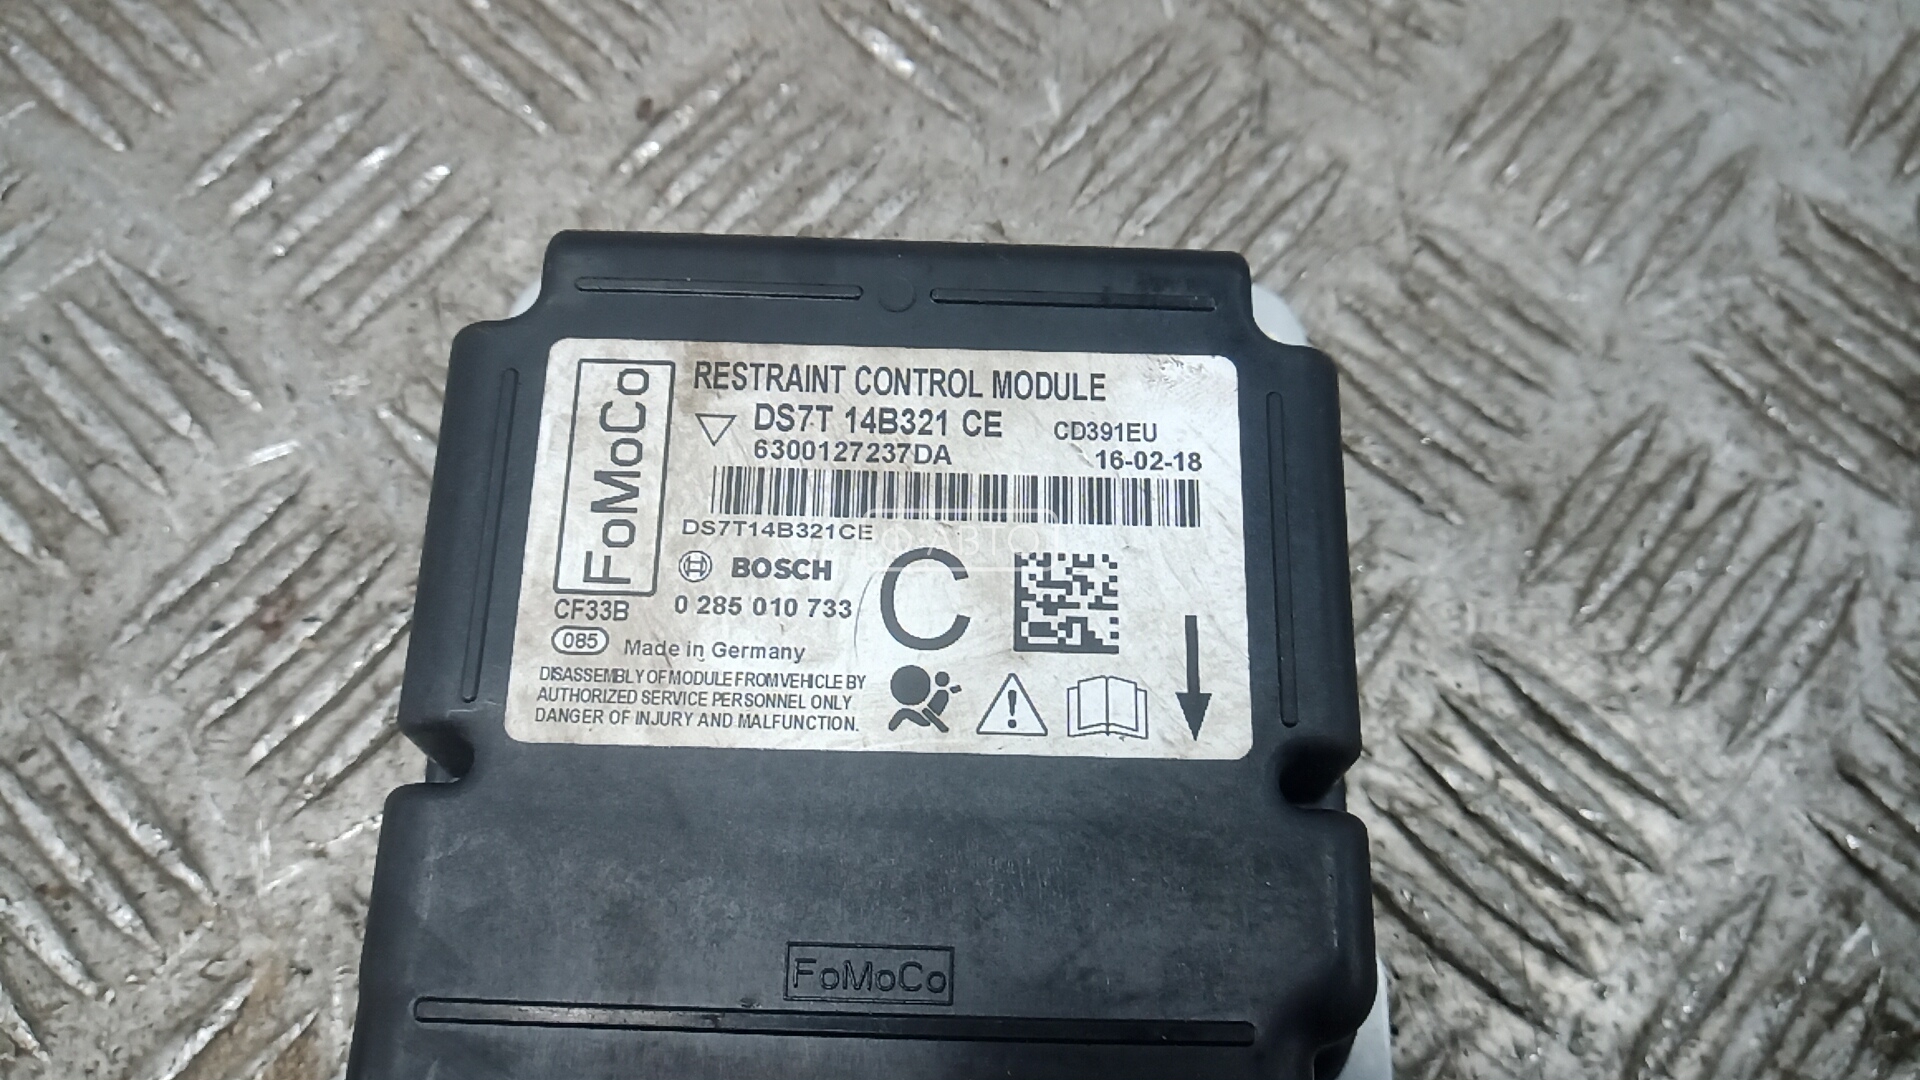 FoMoCo
RESTRAINT CONTROL MODULE
DS7T 14B321 CE CD391EU
6300127237DA 16-02-18
DS7T14B321CE
Ф-АВТО
BOSCH
C
CF33B 0 285 010 733
085 Made in Germany
DISASSEMBLY OF MODULE FROM VEHICLE BY
AUTHORIZED SERVICE PERSONNEL ONLY
DANGER OF INJURY AND MALFUNCTION.
FoMoCo